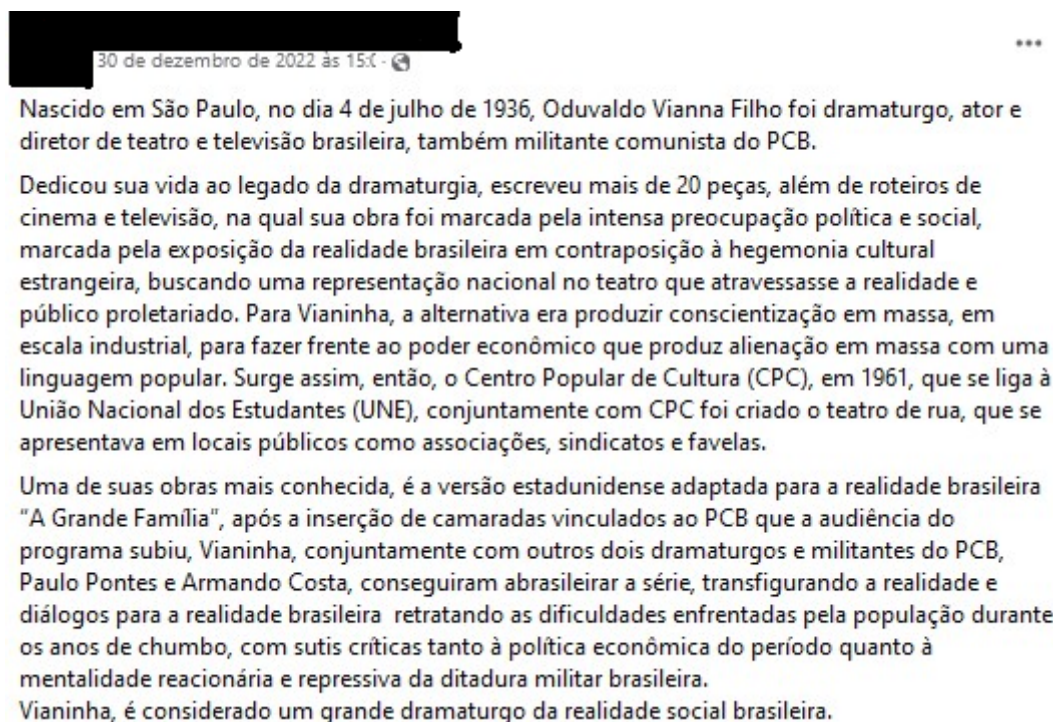 30 de dezembro de 2022 às 15:0
Nascido em São Paulo, no dia 4 de julho de 1936, Oduvaldo Vianna Filho foi dramaturgo, ator e
diretor de teatro e televisão brasileira, também militante comunista do PCB.
Dedicou sua vida ao legado da dramaturgia, escreveu mais de 20 peças, além de roteiros de
cinema e televisão, na qual sua obra foi marcada pela intensa preocupação política e social,
marcada pela exposição da realidade brasileira em contraposição à hegemonia cultural
estrangeira, buscando uma representação nacional no teatro que atravessasse a realidade e
público proletariado. Para Vianinha, a alternativa era produzir conscientização em massa, em
escala industrial, para fazer frente ao poder econômico que produz alienação em massa com uma
linguagem popular. Surge assim, então, o Centro Popular de Cultura (CPC), em 1961, que se liga à
União Nacional dos Estudantes (UNE), conjuntamente com CPC foi criado o teatro de rua, que se
apresentava em locais públicos como associações, sindicatos e favelas.
Uma de suas obras mais conhecida, é a versão estadunidense adaptada para a realidade brasileira
“A Grande Família”, após a inserção de camaradas vinculados ao PCB que a audiência do
programa subiu, Vianinha, conjuntamente com outros dois dramaturgos e militantes do PCB,
Paulo Pontes e Armando Costa, conseguiram abrasileirar a série, transfigurando a realidade e
diálogos para a realidade brasileira retratando as dificuldades enfrentadas pela população durante
os anos de chumbo, com sutis críticas tanto à política econômica do período quanto à
mentalidade reacionária e repressiva da ditadura militar brasileira.
Vianinha, é considerado um grande dramaturgo da realidade social brasileira.